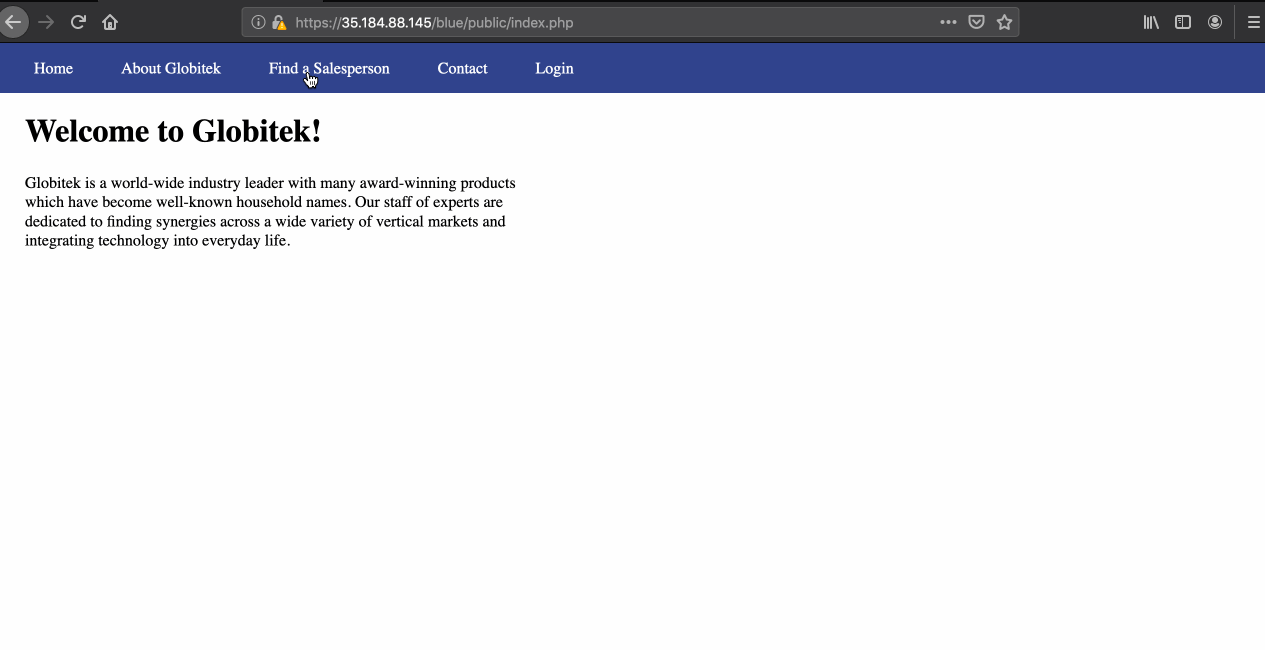 https://35.184.88.145/blue/public/index.php
Home About Globitek Find a Salesperson Contact Login
Welcome to Globitek!
Globitek is a world-wide industry leader with many award-winning products
which have become well-known household names. Our staff of experts are
dedicated to finding synergies across a wide variety of vertical markets and
integrating technology into everyday life.